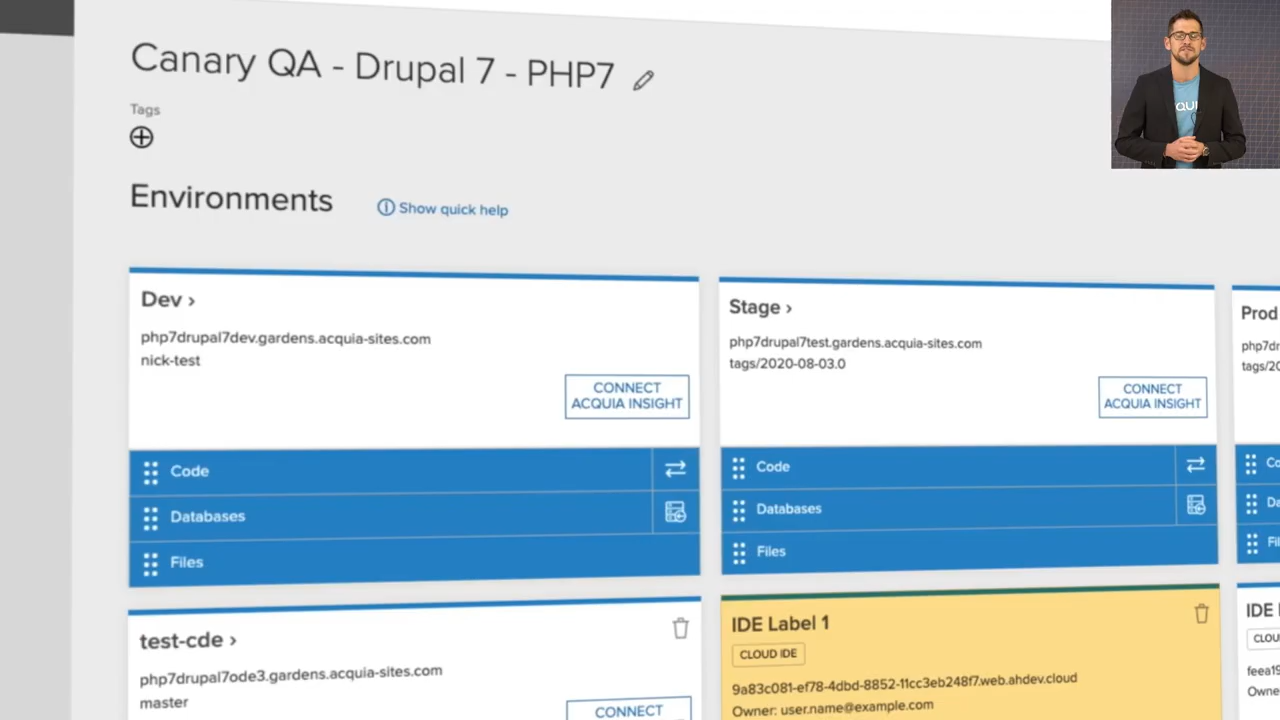 Canary QA - Drupal 7 - PHP7
Tags
Environments
Show quick help
Dev ›
php7drupal7dev.gardens.acquia-sites.com
nick-test
CONNECT
ACQUIA INSIGHT
Code
Databases
Files
Stage ›
php7drupal7test.gardens.acquia-sites.com
tags/2020-08-03.0
CONNECT
ACQUIA INSIGHT
Code
Databases
Files
Prod
test-cde ›
php7drupal7ode3.gardens.acquia-sites.com
master
CONNECT
IDE Label 1
CLOUD IDE
9a83c081-ef78-4dbd-8852-11cc3eb248f7.web.ahdev.cloud
Owner: user.name@example.com
IDE